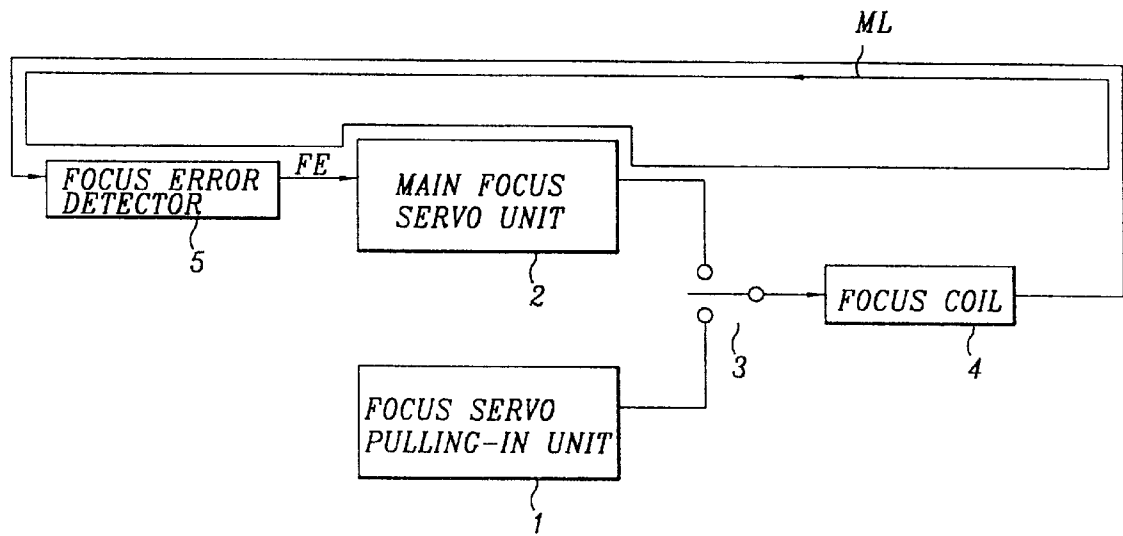 ML
FOCUS ERROR
DETECTOR
5
FE
MAIN FOCUS
SERVO UNIT
2
3
FOCUS COIL
4
FOCUS SERVO
PULLING-IN UNIT
1